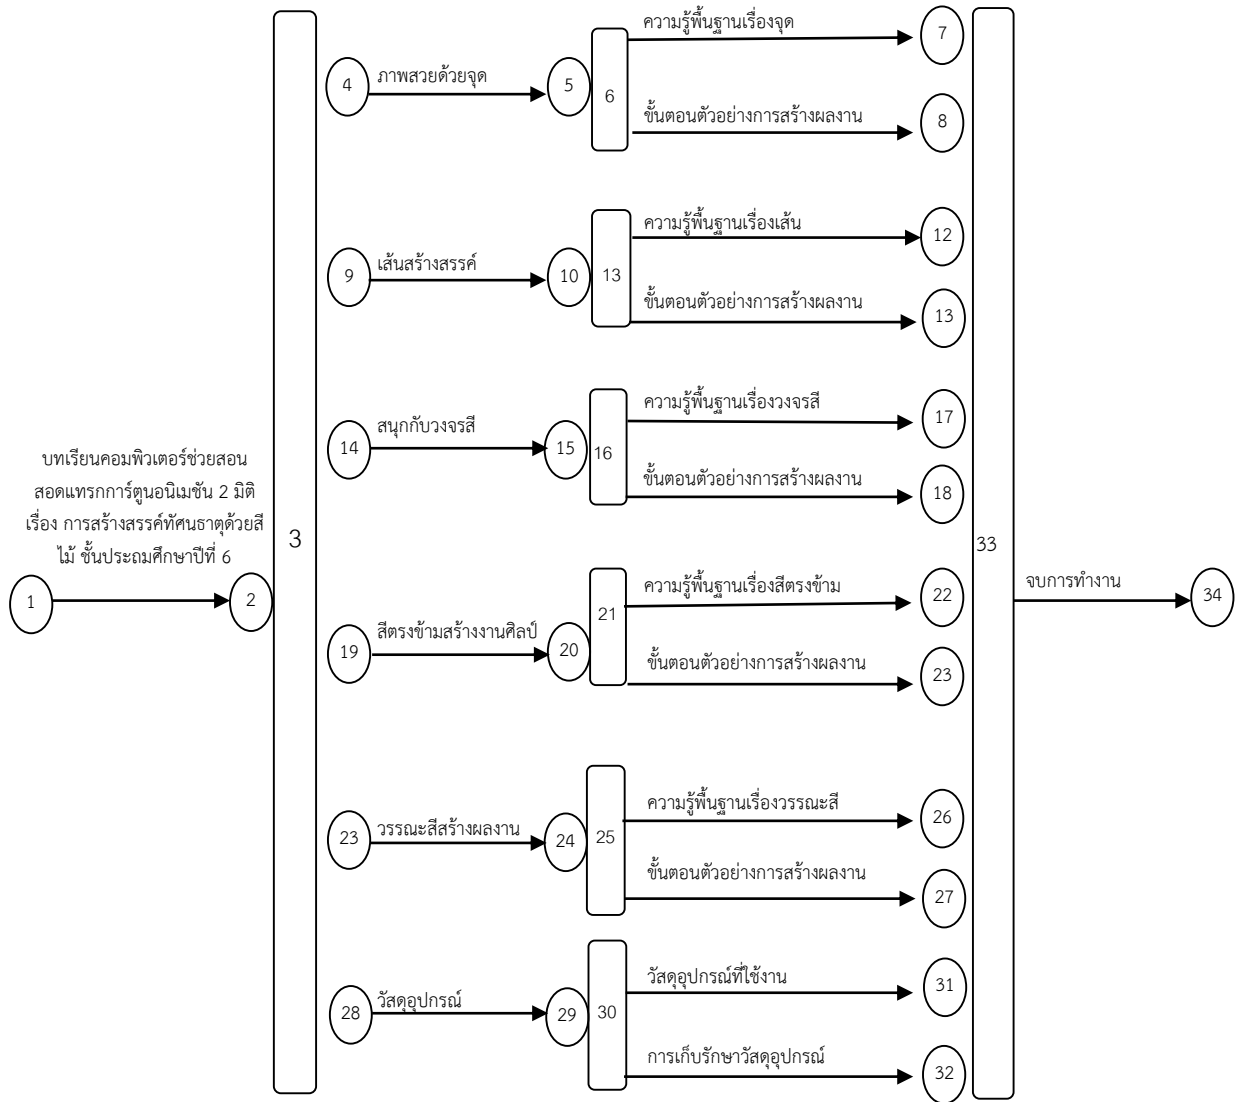 บทเรียนคอมพิวเตอร์ช่วยสอน
สอดแทรกการ์ตูนอนิเมชัน 2 มิติ
เรื่อง การสร้างสรรค์ทัศนธาตุด้วยสี
ไม้ ชั้นประถมศึกษาปีที่ 6
1
2
3
4
ภาพสวยด้วยจุด
5
6
ความรู้พื้นฐานเรื่องจุด
7
ขั้นตอนตัวอย่างการสร้างผลงาน
8
9
เส้นสร้างสรรค์
10
13
ความรู้พื้นฐานเรื่องเส้น
12
ขั้นตอนตัวอย่างการสร้างผลงาน
13
14
สนุกกับวงจรสี
15
16
ความรู้พื้นฐานเรื่องวงจรสี
17
ขั้นตอนตัวอย่างการสร้างผลงาน
18
19
สีตรงข้ามสร้างงานศิลป์
20
21
ความรู้พื้นฐานเรื่องสีตรงข้าม
22
ขั้นตอนตัวอย่างการสร้างผลงาน
23
23
วรรณะสีสร้างผลงาน
24
25
ความรู้พื้นฐานเรื่องวรรณะสี
26
ขั้นตอนตัวอย่างการสร้างผลงาน
27
28
วัสดุอุปกรณ์
29
30
วัสดุอุปกรณ์ที่ใช้งาน
31
การเก็บรักษาวัสดุอุปกรณ์
32
33
จบการทำงาน
34